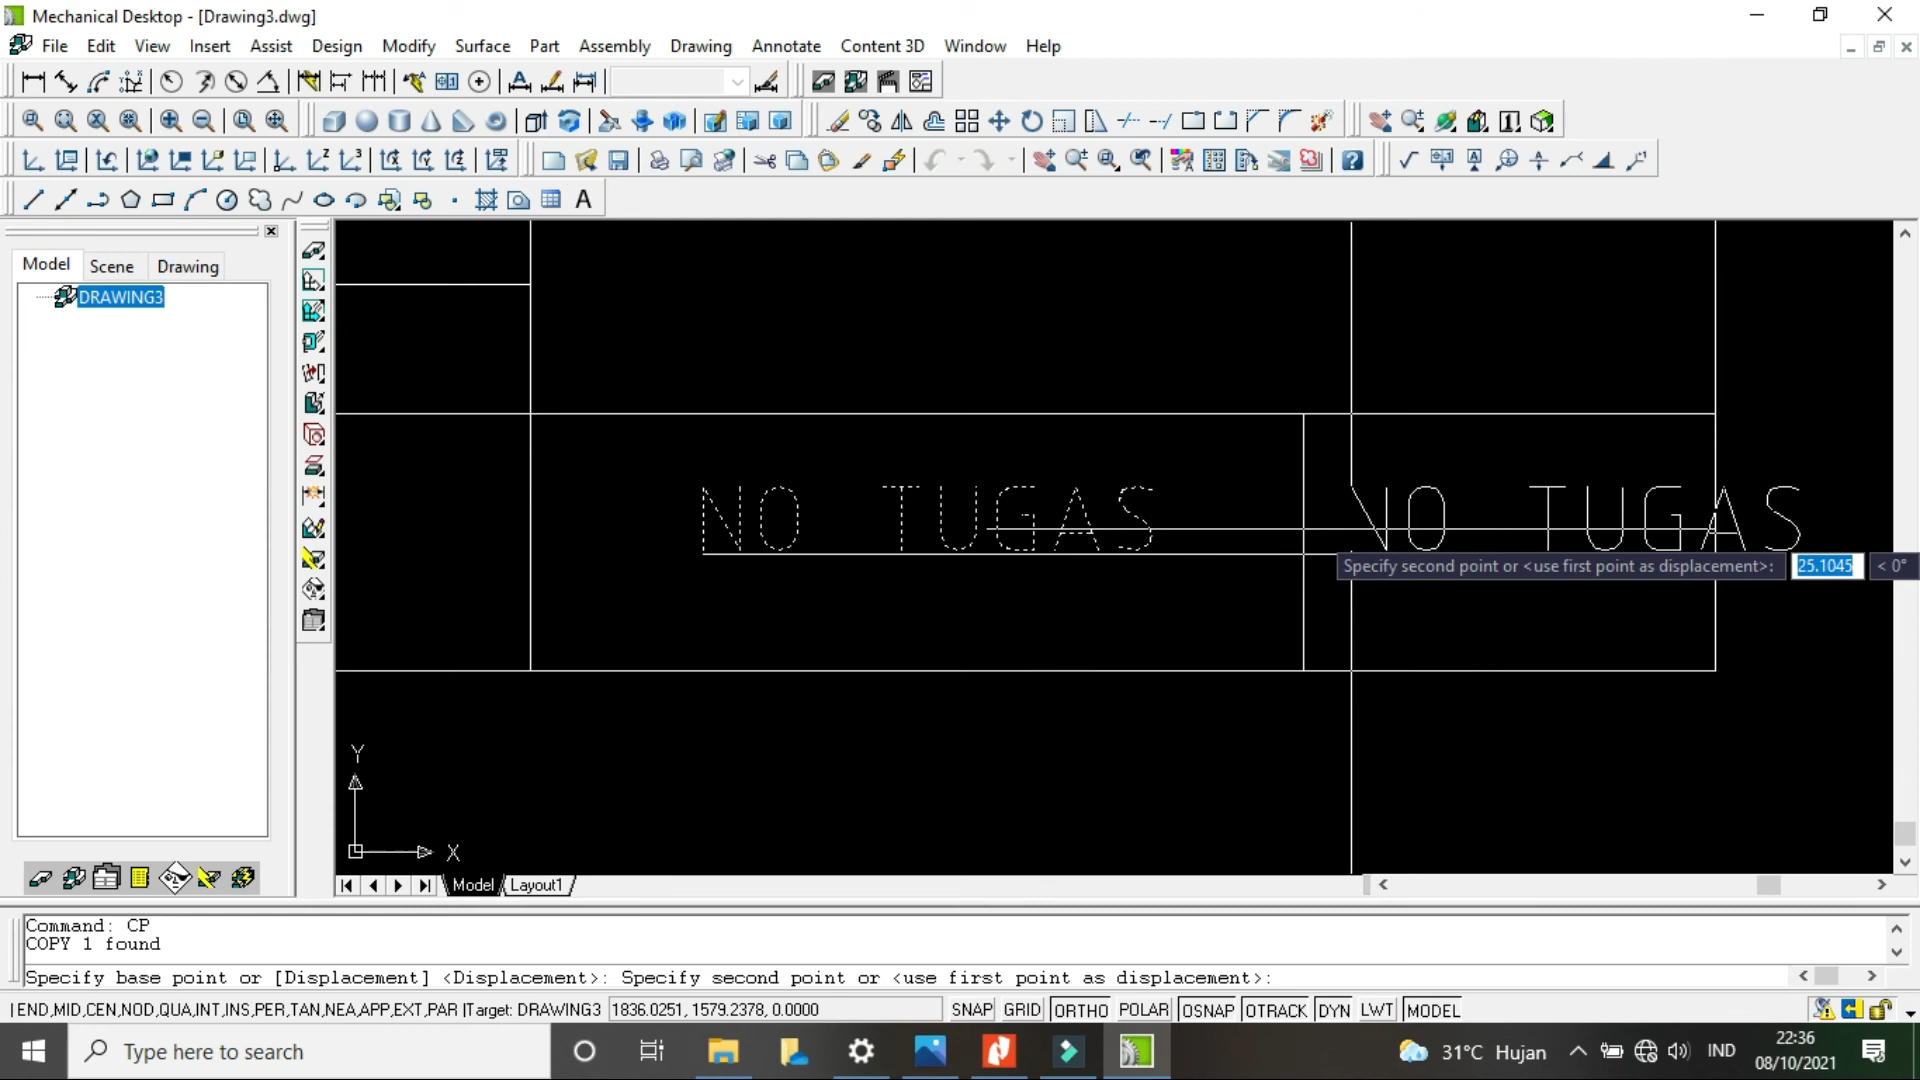 Mechanical Desktop - [Drawing3.dwg]
File Edit View Insert Assist Design Modify Surface Part Assembly Drawing Annotate Content 3D Window Help
Model Scene Drawing
DRAWING3
NO TUGAS NO TUGAS
Specify second point or <use first point as displacement>: 25.1045 < 0°
Y
X
Model Layout1
Command: CP
COPY 1 found
Specify base point or [Displacement] <Displacement>: Specify second point or <use first point as displacement>:
|END,MID,CEN,NOD,QUA,INT,INS,PER,TAN,NEA,APP,EXT,PAR |Target: DRAWING3 1836.0251, 1579.2378, 0.0000 SNAP GRID ORTHO POLAR OSNAP OTRACK DYN LWT MODEL
Type here to search
31°C Hujan
IND
22:36
08/10/2021